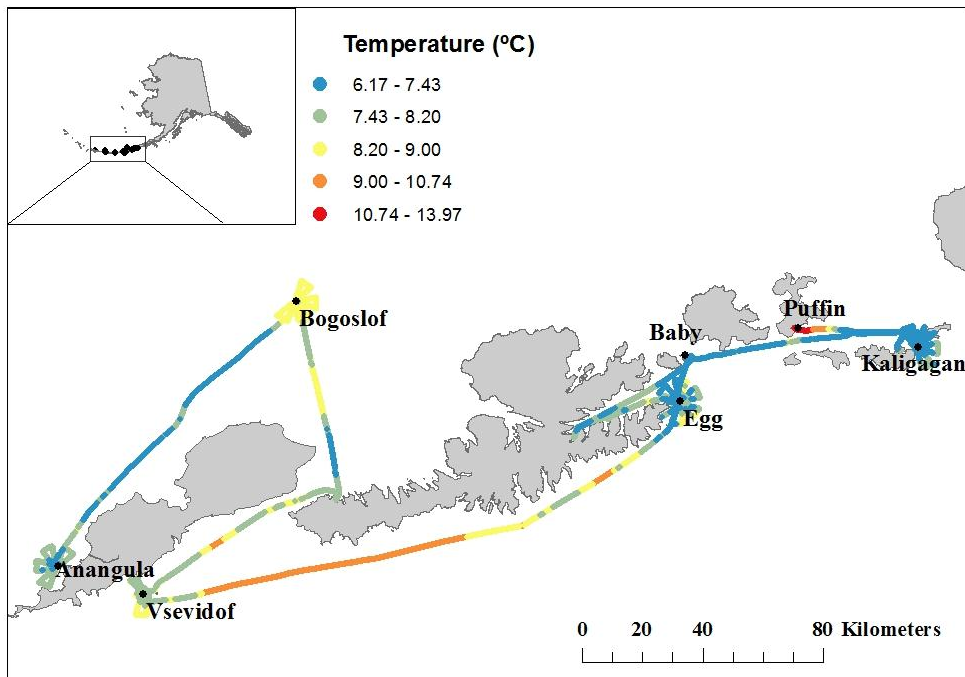 Temperature (ºC)
6.17 - 7.43
7.43 - 8.20
8.20 - 9.00
9.00 - 10.74
10.74 - 13.97
Bogoslof
Puffin
Baby
Kaligagan
Egg
Anangula
Vsevidof
0 20 40 80 Kilometers